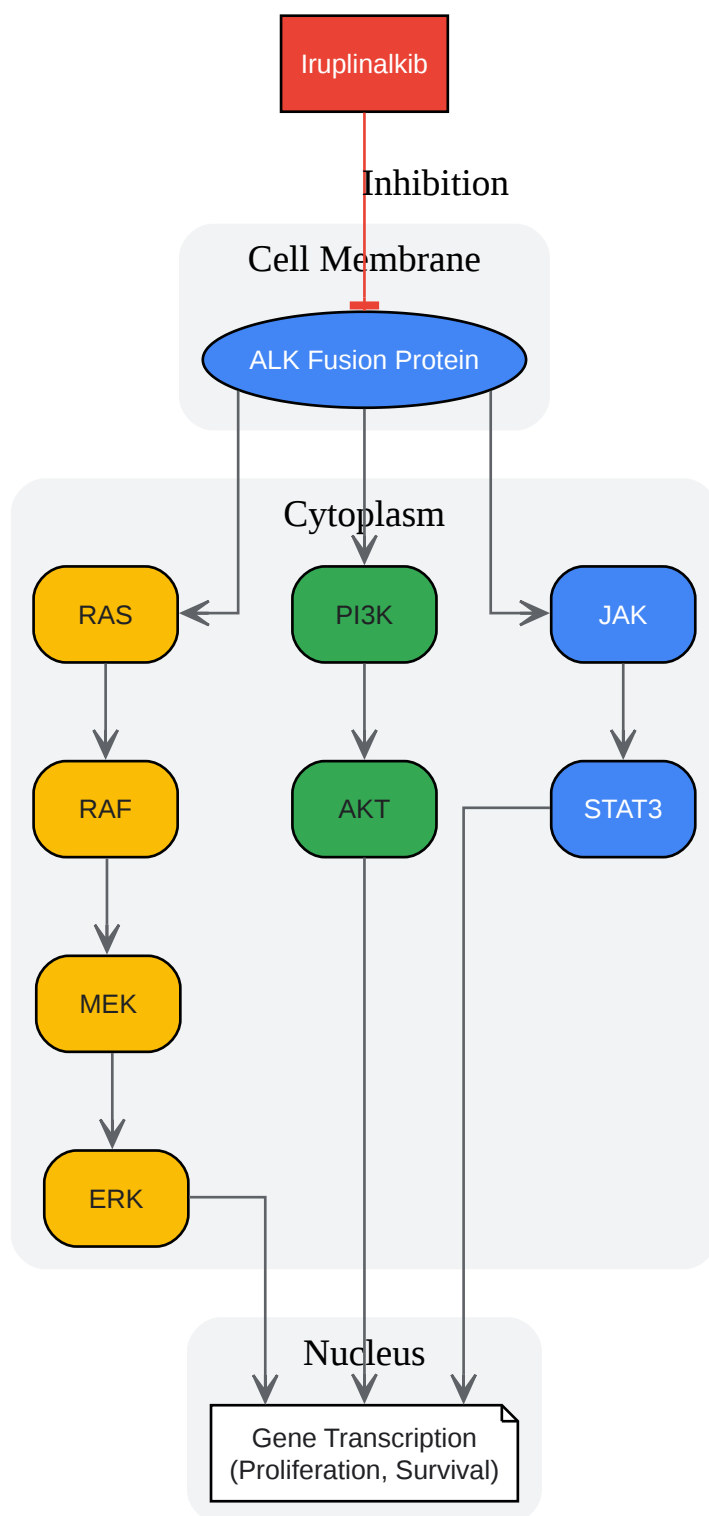 Iruplinalkib
Inhibition
Cell Membrane
ALK Fusion Protein
Cytoplasm
RAS
PI3K
JAK
RAF
AKT
STAT3
MEK
ERK
Nucleus
Gene Transcription
(Proliferation, Survival)